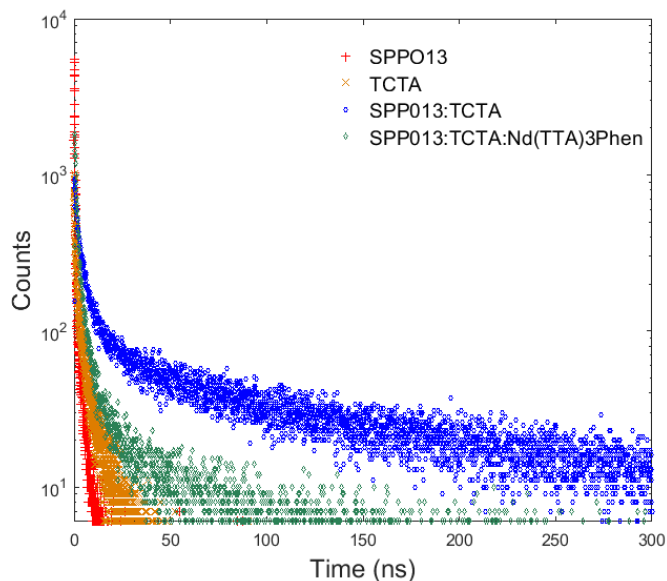 10^4
SPPO13
TCTA
SPP013:TCTA
SPP013:TCTA:Nd(TTA)3Phen
10^3
Counts
10^2
10^1
0 50 100 150 200 250 300
Time (ns)